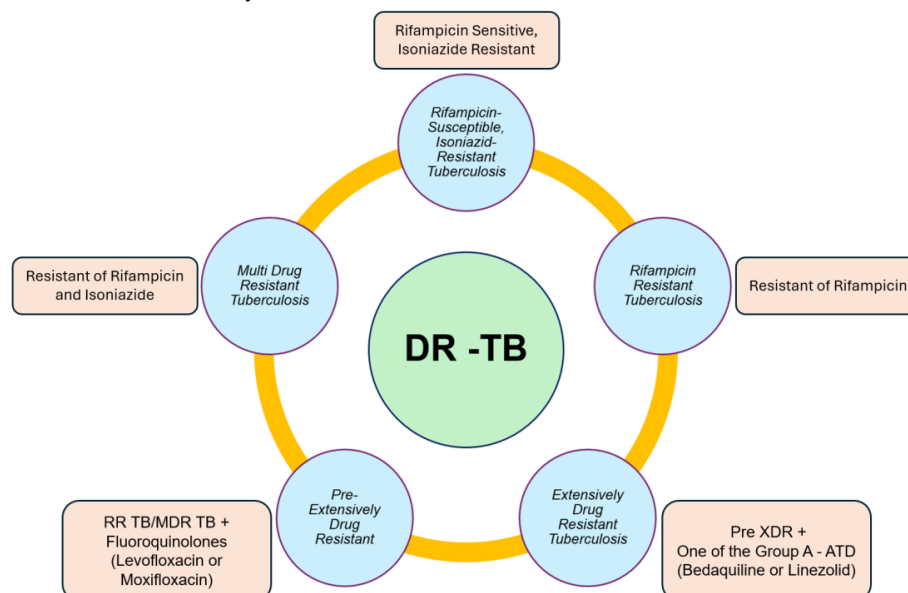 Rifampicin Sensitive,
Isoniazide Resistant
Rifampicin-
Susceptible,
Isoniazid-
Resistant
Tuberculosis
Multi Drug
Resistant
Tuberculosis
Resistant of Rifampicin
and Isoniazide
Rifampicin
Resistant
Tuberculosis
Resistant of Rifampicin
DR -TB
Pre-
Extensively
Drug
Resistant
RR TB/MDR TB +
Fluoroquinolones
(Levofloxacin or
Moxifloxacin)
Extensively
Drug
Resistant
Tuberculosis
Pre XDR +
One of the Group A - ATD
(Bedaquiline or Linezolid)